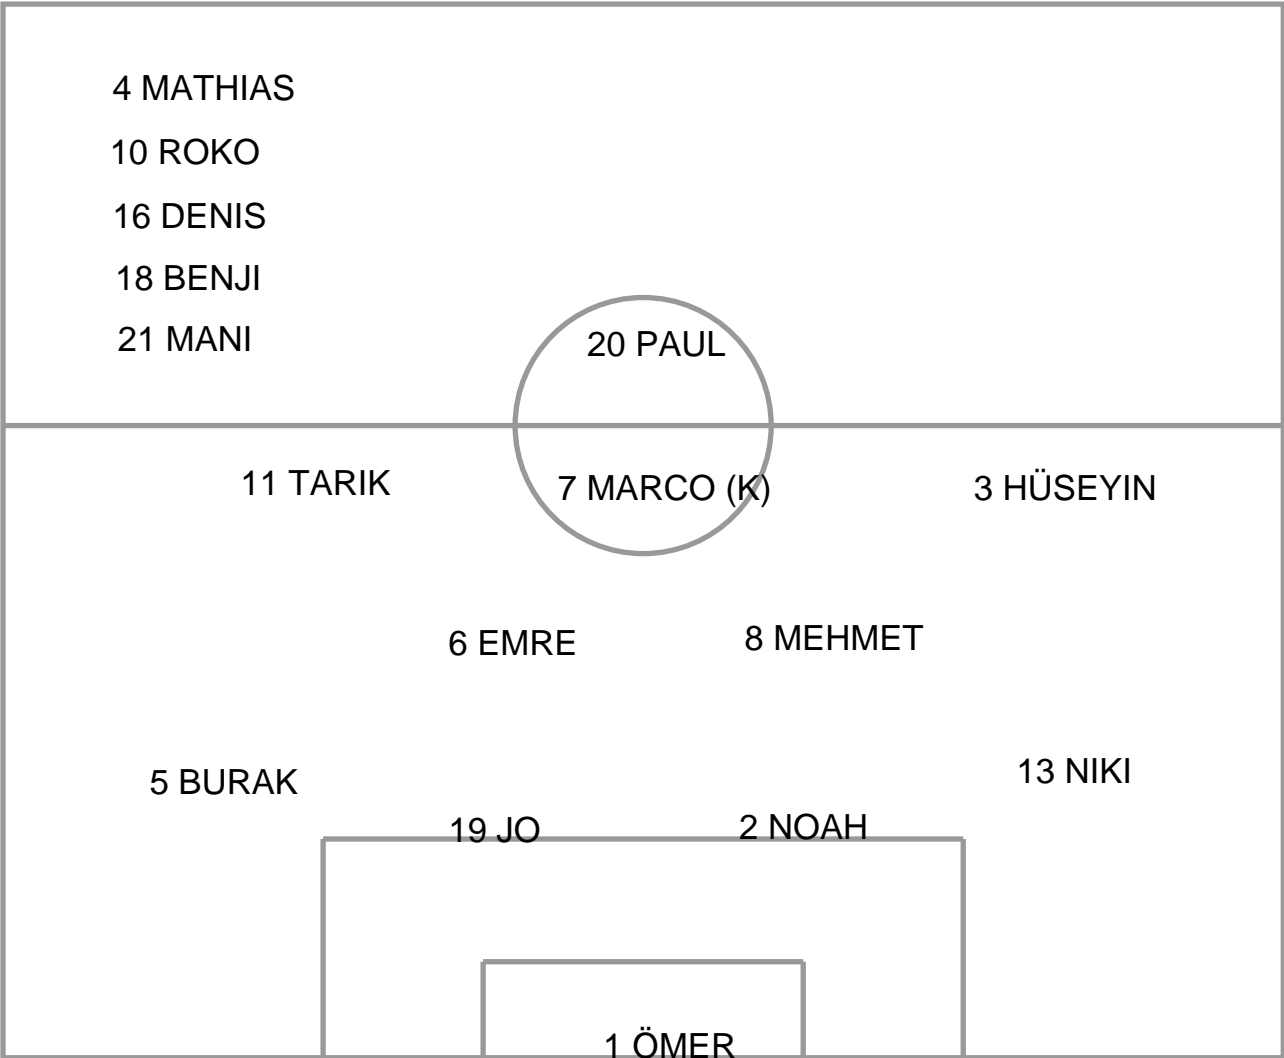 4 MATHIAS
10 ROKO
16 DENIS
18 BENJI
21 MANI
20 PAUL
11 TARIK
7 MARCO (K)
3 HÜSEYIN
6 EMRE
8 MEHMET
5 BURAK
13 NIKI
19 JO
2 NOAH
1 ÖMER